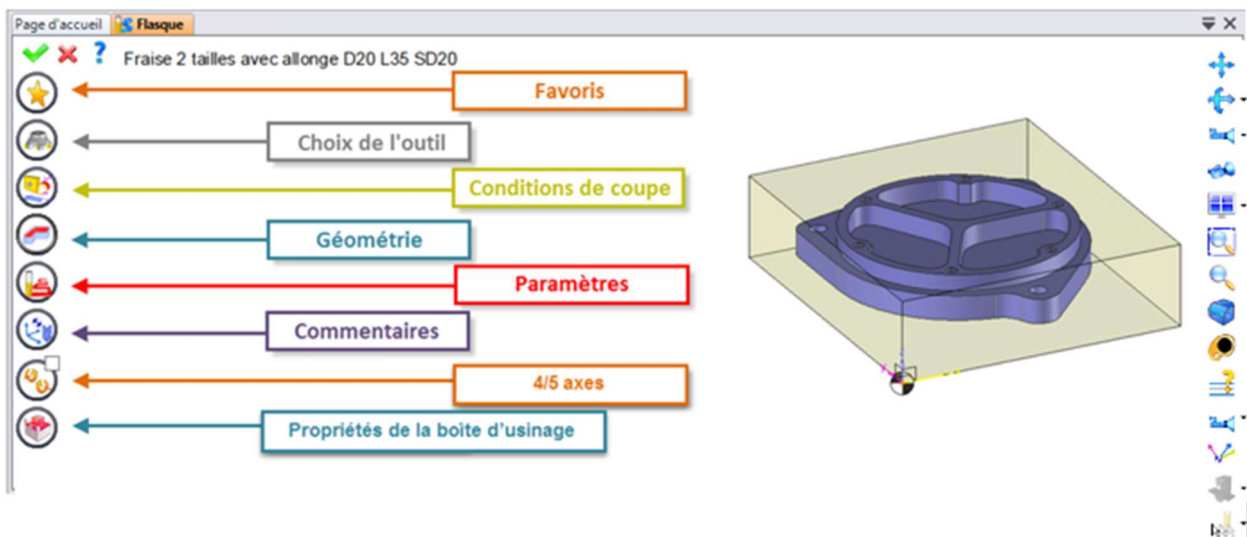 Page d'accueil Flasque
Fraise 2 tailles avec allonge D20 L35 SD20
Favoris
Choix de l'outil
Conditions de coupe
Géométrie
Paramètres
Commentaires
4/5 axes
Propriétés de la boîte d'usinage